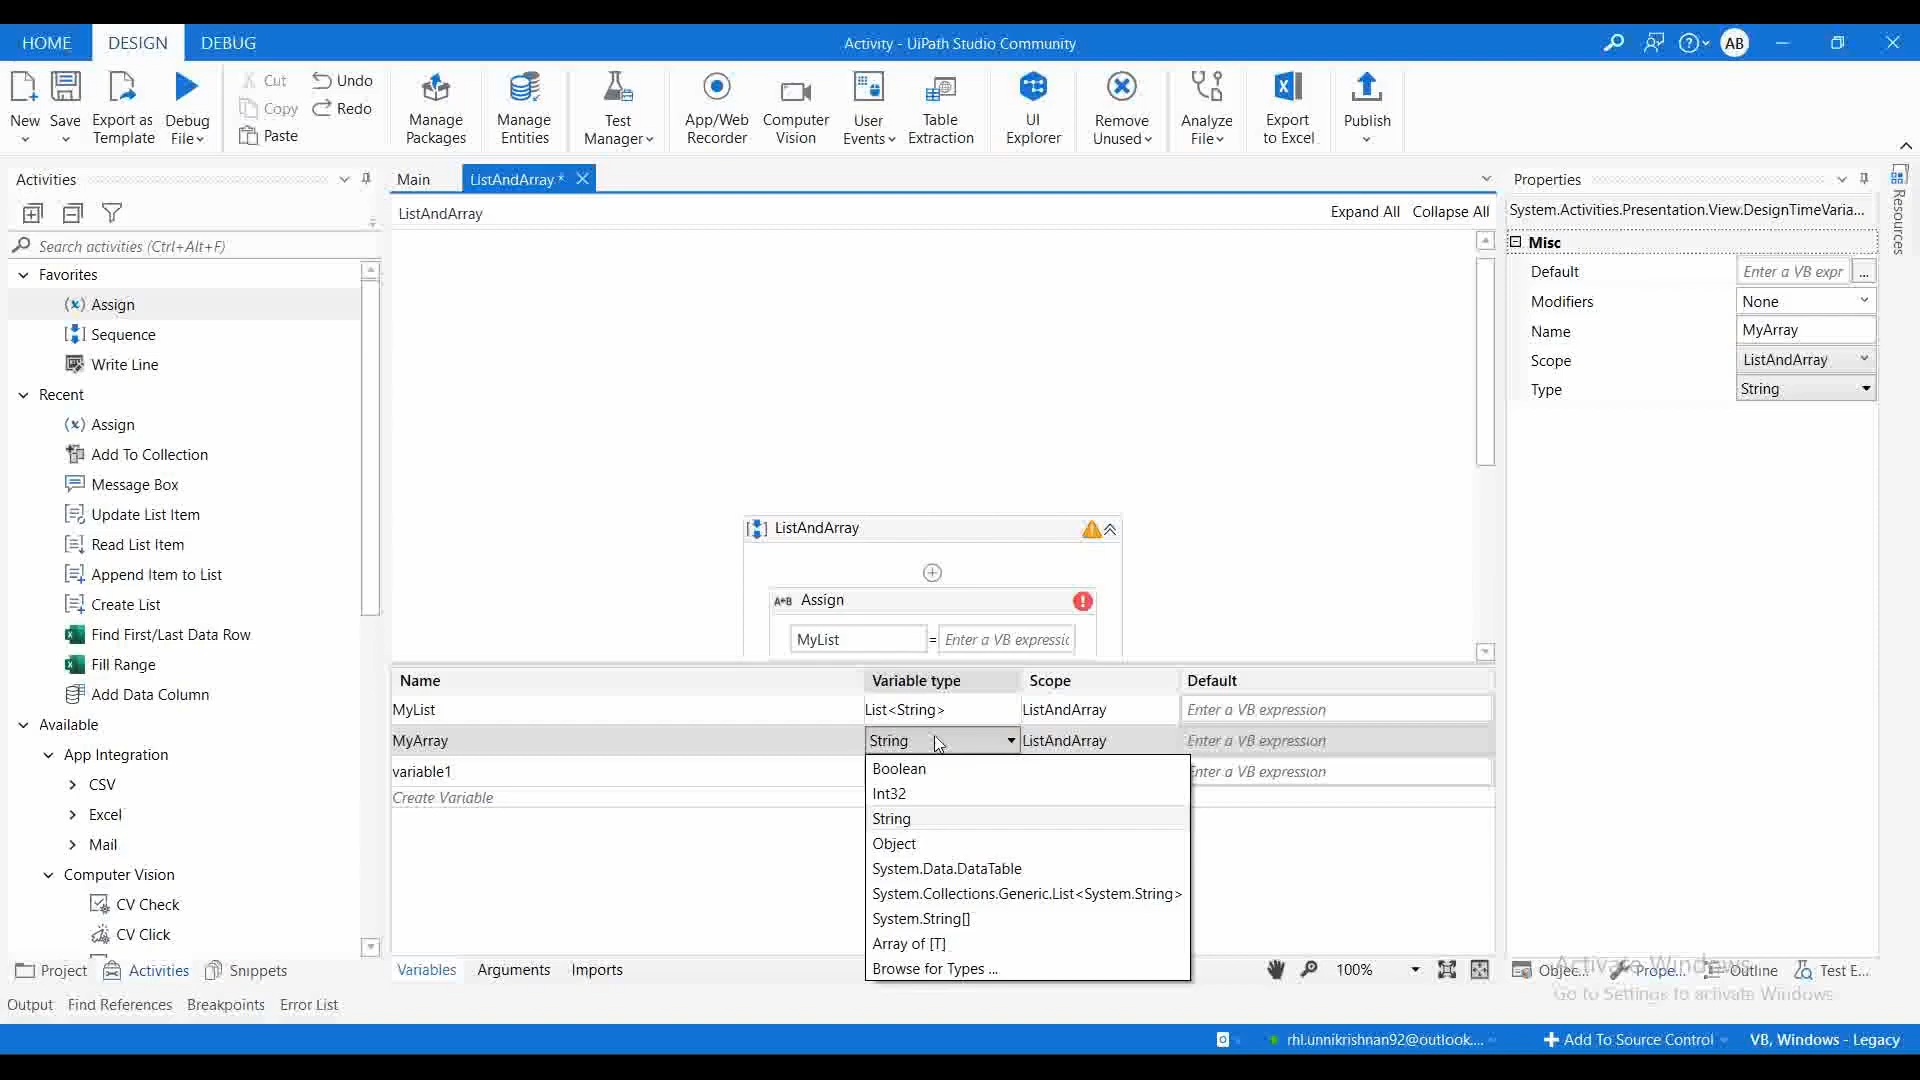 HOME DESIGN DEBUG
Activity - UiPath Studio Community
AB
New
Save
Export as Template
Debug File
Cut
Copy
Paste
Undo
Redo
Manage Packages
Manage Entities
Test Manager
App/Web Recorder
Computer Vision
User Events
Table Extraction
UI Explorer
Remove Unused
Analyze File
Export to Excel
Publish
Activities
Search activities (Ctrl+Alt+F)
Favorites
Assign
Sequence
Write Line
Recent
Assign
Add To Collection
Message Box
Update List Item
Read List Item
Append Item to List
Create List
Find First/Last Data Row
Fill Range
Add Data Column
Available
App Integration
CSV
Excel
Mail
Computer Vision
CV Check
CV Click
Project Activities Snippets
Main ListAndArray *
ListAndArray
Expand All Collapse All
ListAndArray
A+B Assign
MyList = Enter a VB expressic
Name Variable type Scope Default
MyList List<String> ListAndArray Enter a VB expression
MyArray String ListAndArray Enter a VB expression
variable1 Enter a VB expression
Create Variable
Boolean
Int32
String
Object
System.Data.DataTable
System.Collections.Generic.List<System.String>
System.String[]
Array of [T]
Browse for Types ...
Variables Arguments Imports
100%
Properties
System.Activities.Presentation.View.DesignTimeVaria...
Misc
Default Enter a VB expr ...
Modifiers None
Name MyArray
Scope ListAndArray
Type String
Resources
Objec... Prope... Outline Test E...
Activate Windows
Go to Settings to activate Windows.
Output Find References Breakpoints Error List
rhl.unnikrishnan92@outlook....
Add To Source Control
VB, Windows - Legacy